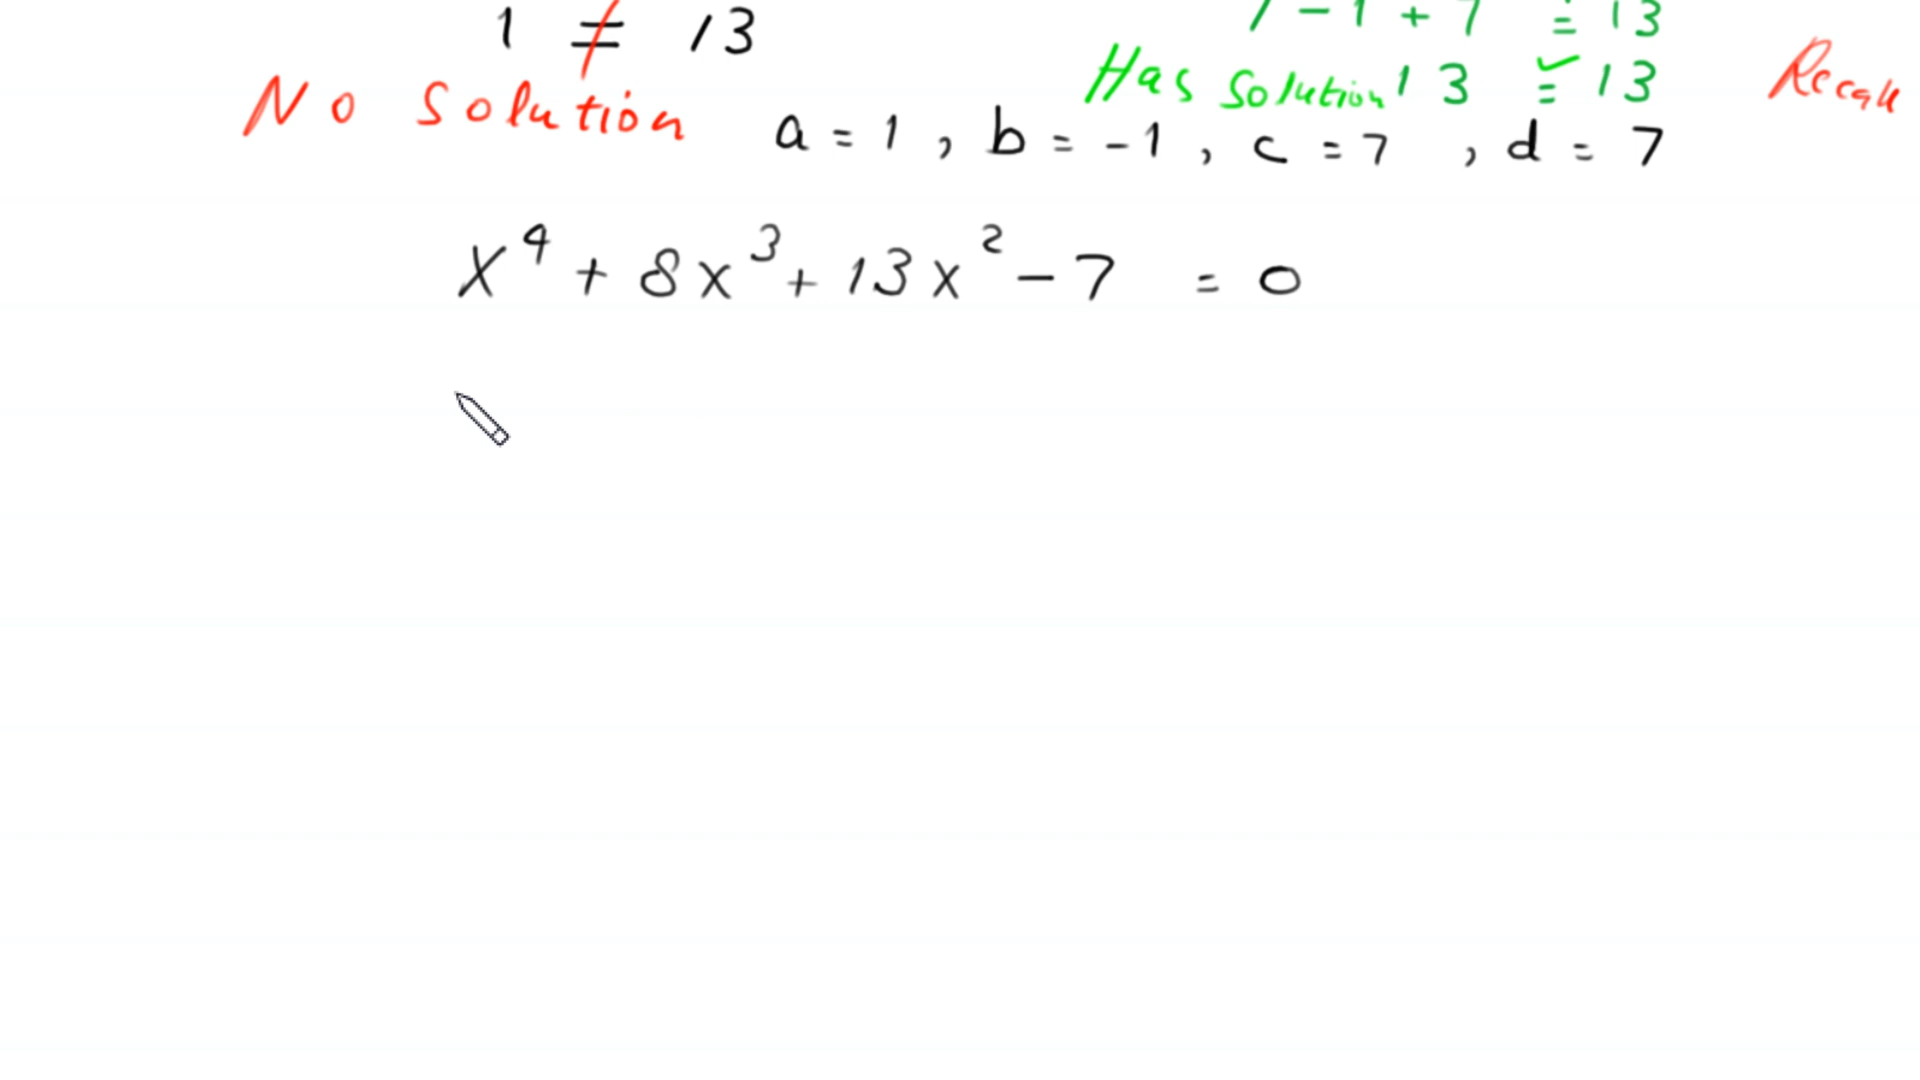 1 ≠ 13
7 - 1 + 7 = 13
No Solution
Has Solution 13 = 13
Recall
a = 1 , b = -1 , c = 7 , d = 7
x⁴ + 8x³ + 13x² - 7 = 0